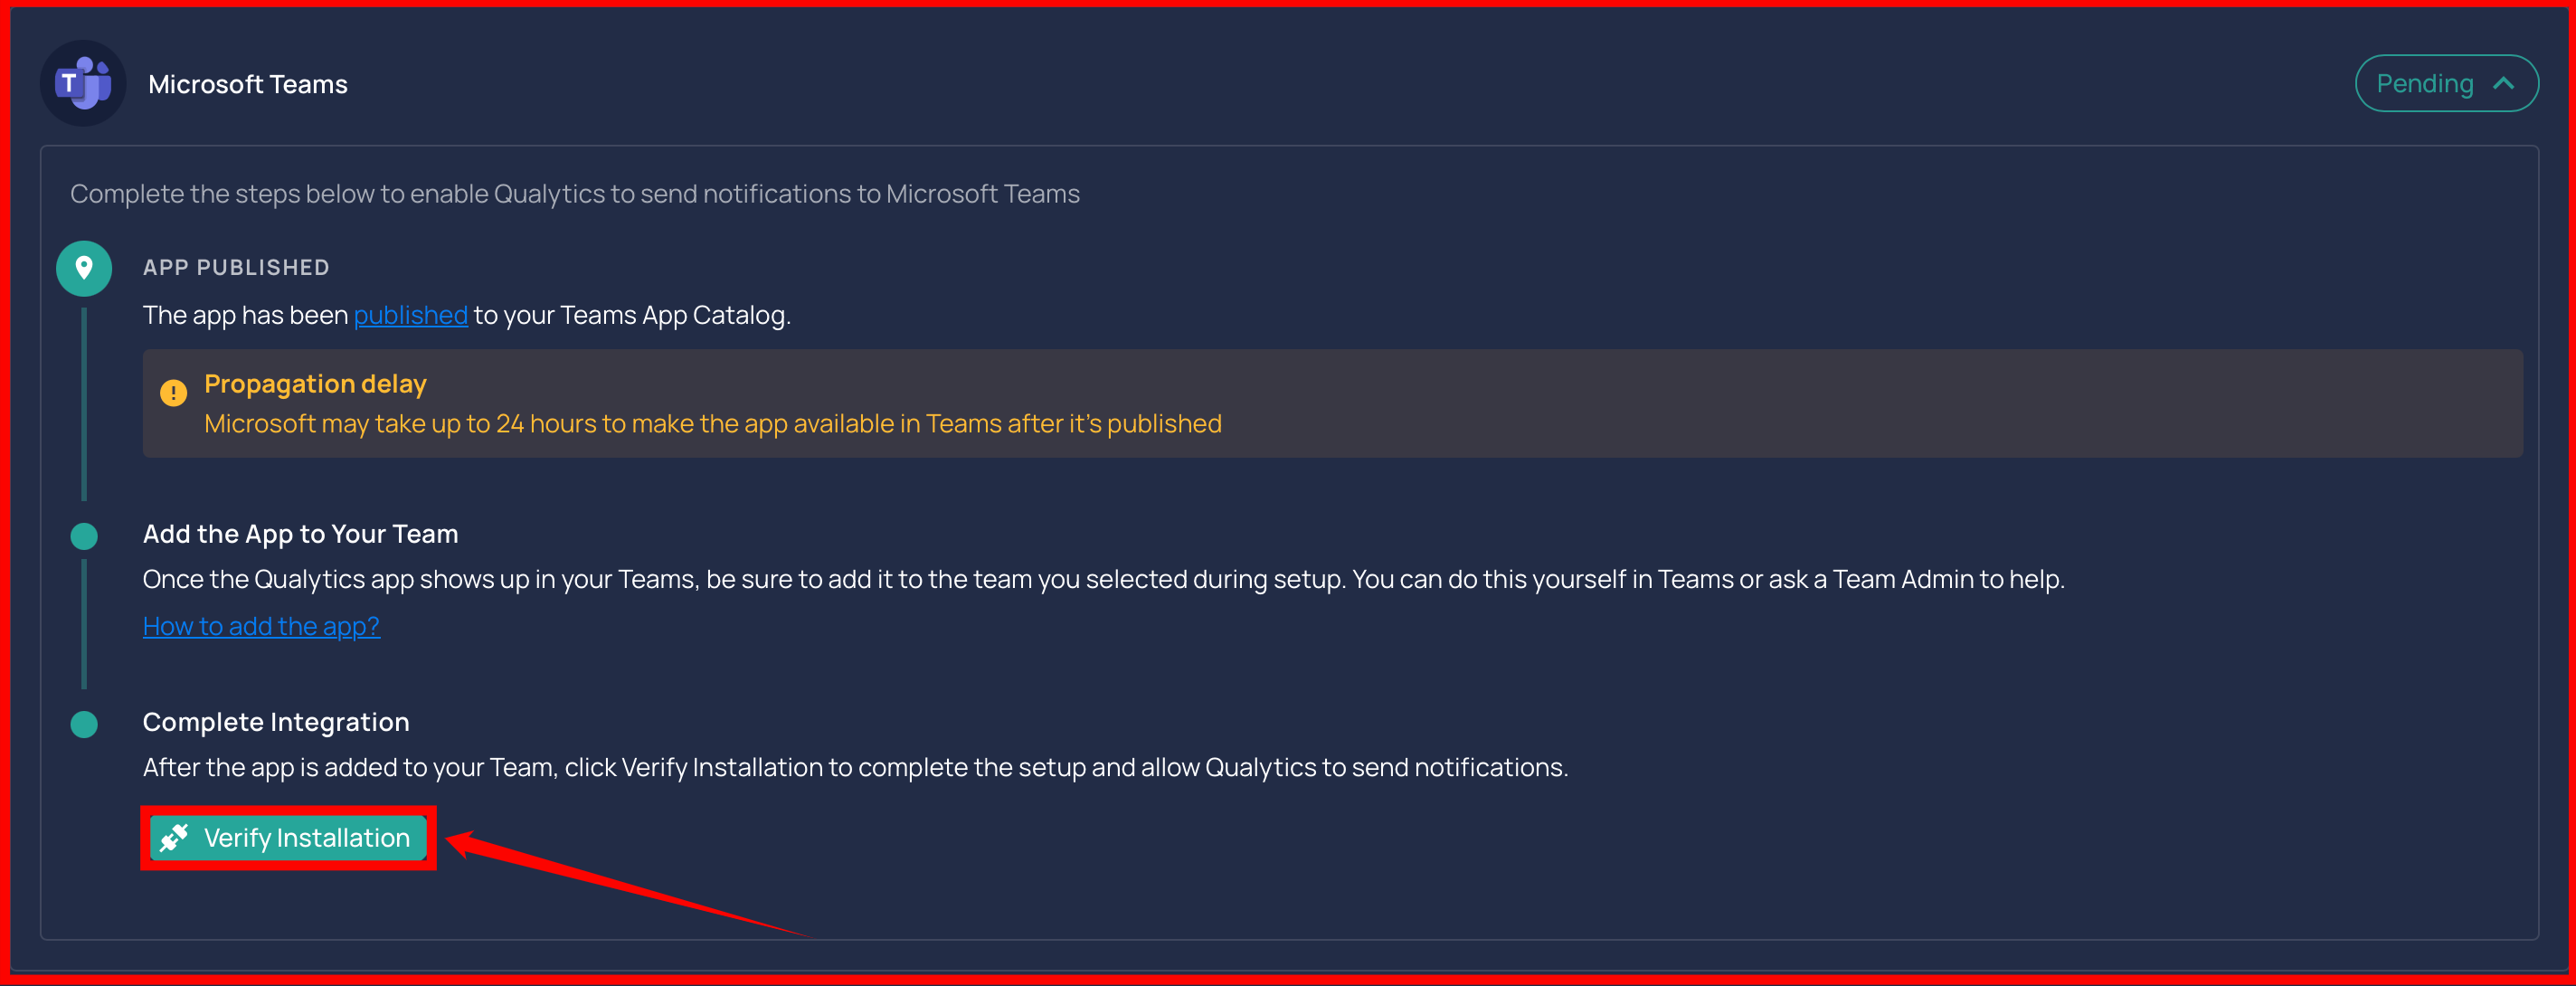 T
Microsoft Teams
Pending
Complete the steps below to enable Qualytics to send notifications to Microsoft Teams
APP PUBLISHED
The app has been published to your Teams App Catalog.
Propagation delay
Microsoft may take up to 24 hours to make the app available in Teams after it's published
Add the App to Your Team
Once the Qualytics app shows up in your Teams, be sure to add it to the team you selected during setup. You can do this yourself in Teams or ask a Team Admin to help.
How to add the app?
Complete Integration
After the app is added to your Team, click Verify Installation to complete the setup and allow Qualytics to send notifications.
Verify Installation